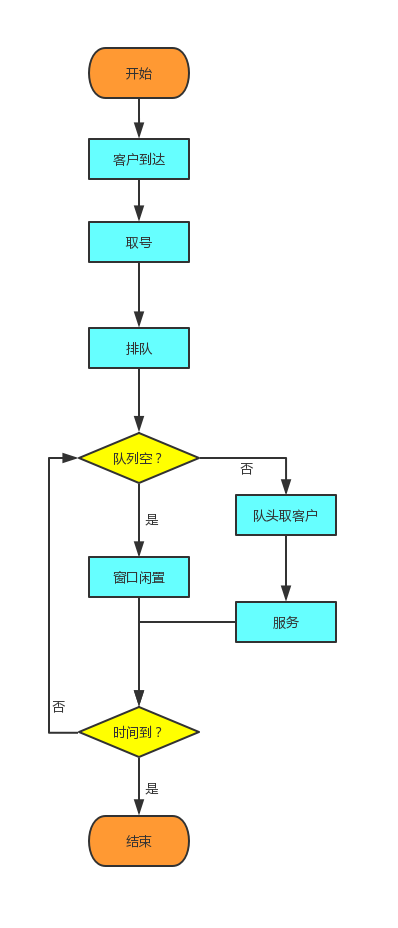 开始
客户到达
取号
排队
队列空？
否
队头取客户
是
窗口闲置
服务
否
时间到？
是
结束